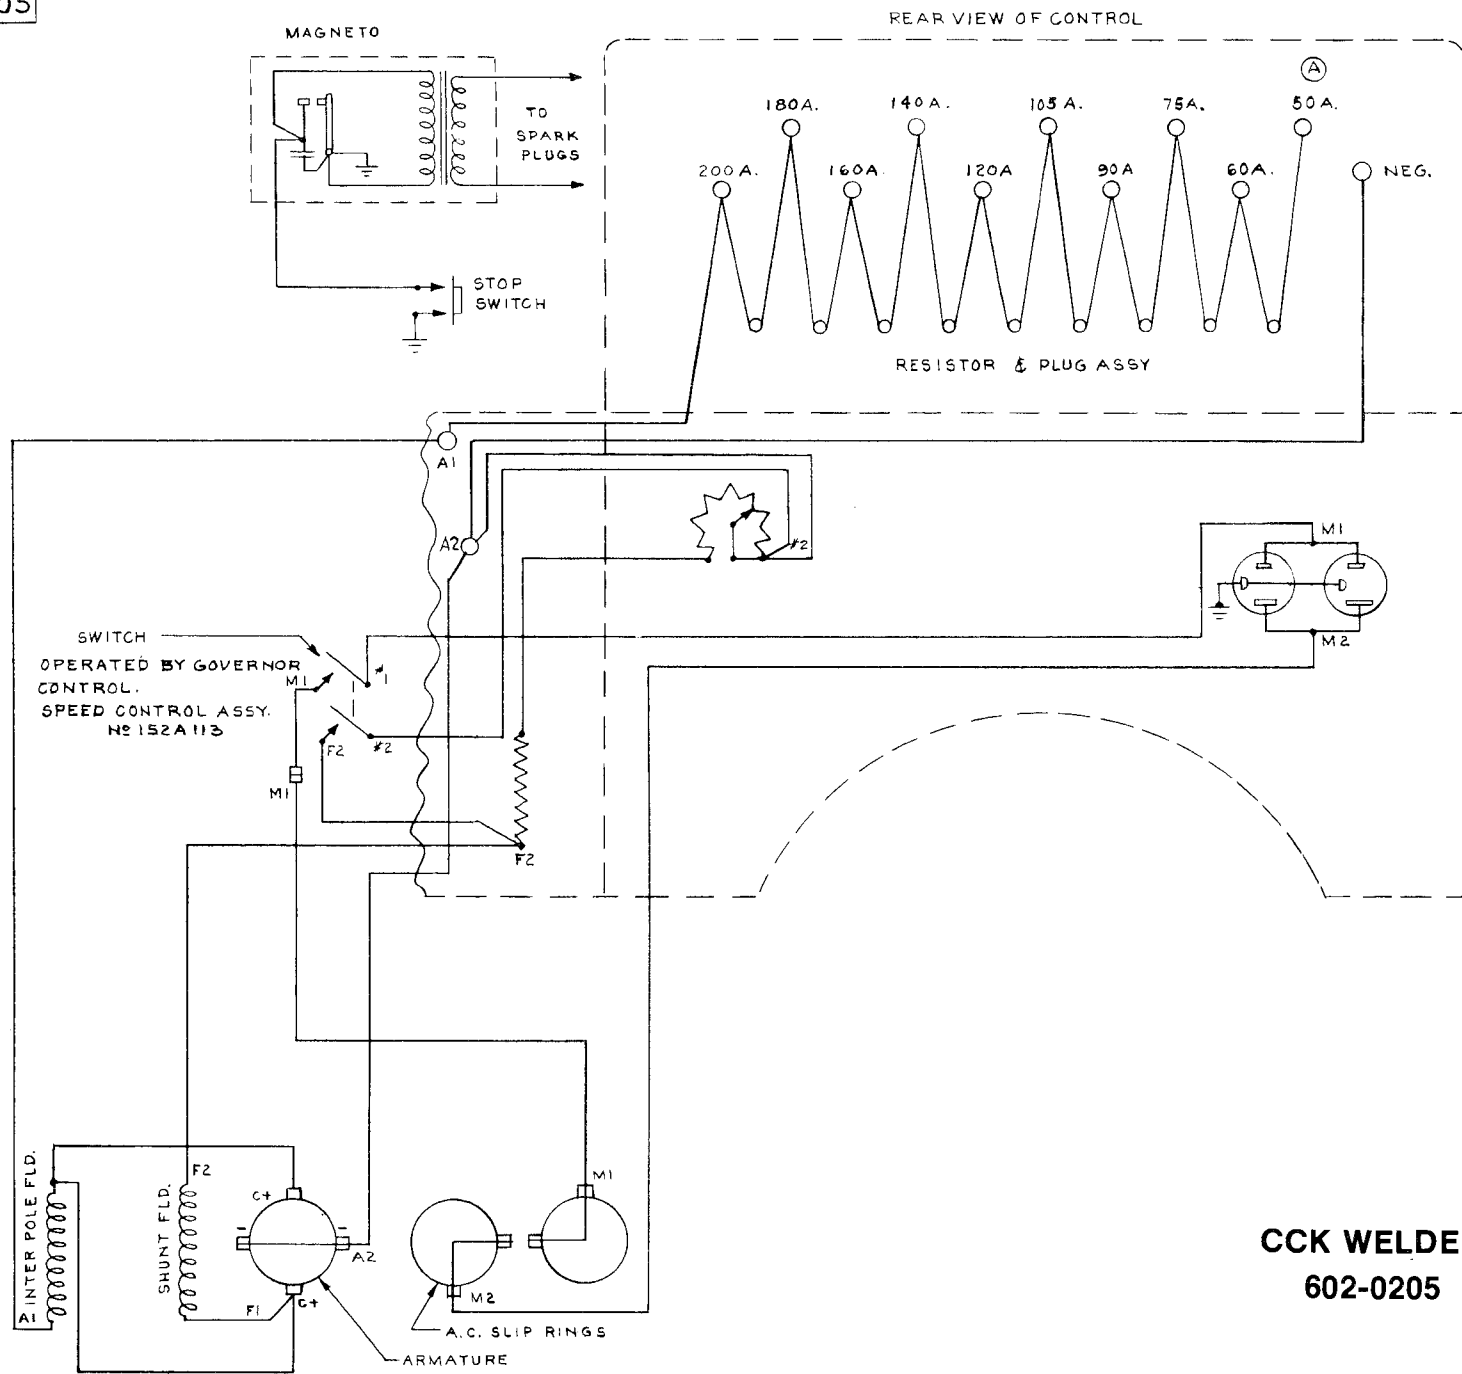 MAGNETO
REAR VIEW OF CONTROL
A
180A. 140A. 105A. 75A. 50A.
TO
SPARK
PLUGS
200A. 160A. 120A 90A 60A. NEG.
STOP
SWITCH
RESISTOR & PLUG ASSY
A1
A2
#2
M1
M2
SWITCH
OPERATED BY GOVERNOR
CONTROL.
SPEED CONTROL ASSY.
Nº 152A113
M1
#1
F2
#2
M1
F2
INTER POLE FLD.
A1
SHUNT FLD.
F2
F1
C+
-
-
A2
C+
M1
M2
A.C. SLIP RINGS
ARMATURE
CCK WELDE
602-0205